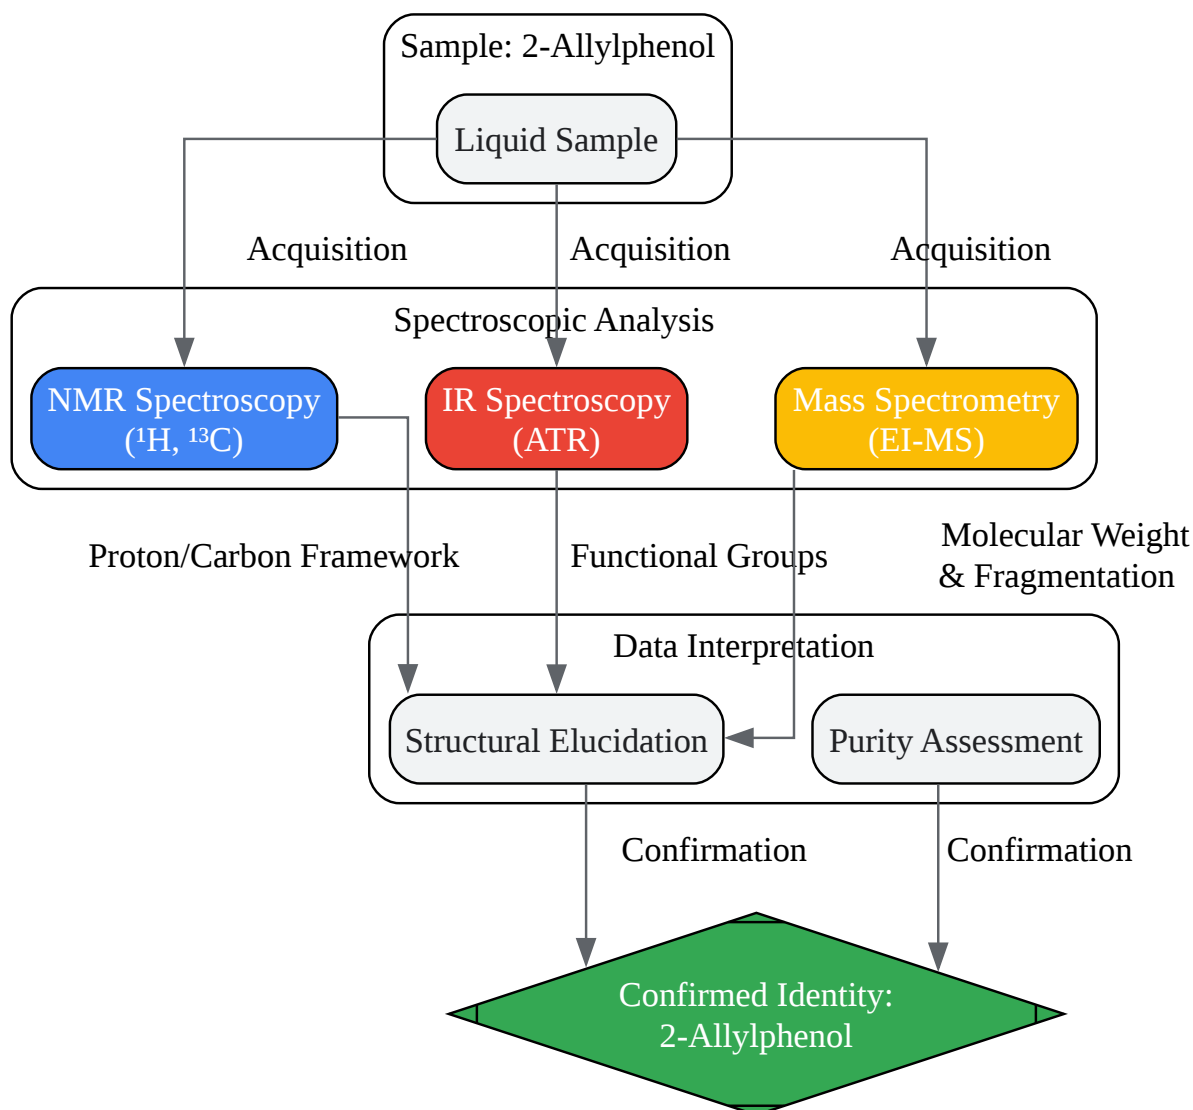 Sample: 2-Allylphenol
Liquid Sample
Acquisition
Acquisition
Acquisition
Spectroscopic Analysis
NMR Spectroscopy
(¹H, ¹³C)
IR Spectroscopy
(ATR)
Mass Spectrometry
(EI-MS)
Proton/Carbon Framework
Functional Groups
Molecular Weight
& Fragmentation
Data Interpretation
Structural Elucidation
Purity Assessment
Confirmation
Confirmation
Confirmed Identity:
2-Allylphenol